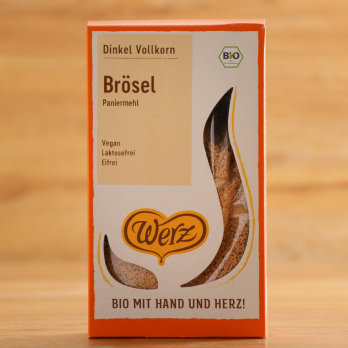 Dinkel Vollkorn
BIO
Brösel
Paniermehl
Vegan
Laktosefrei
Eifrei
Werz
BIO MIT HAND UND HERZ!